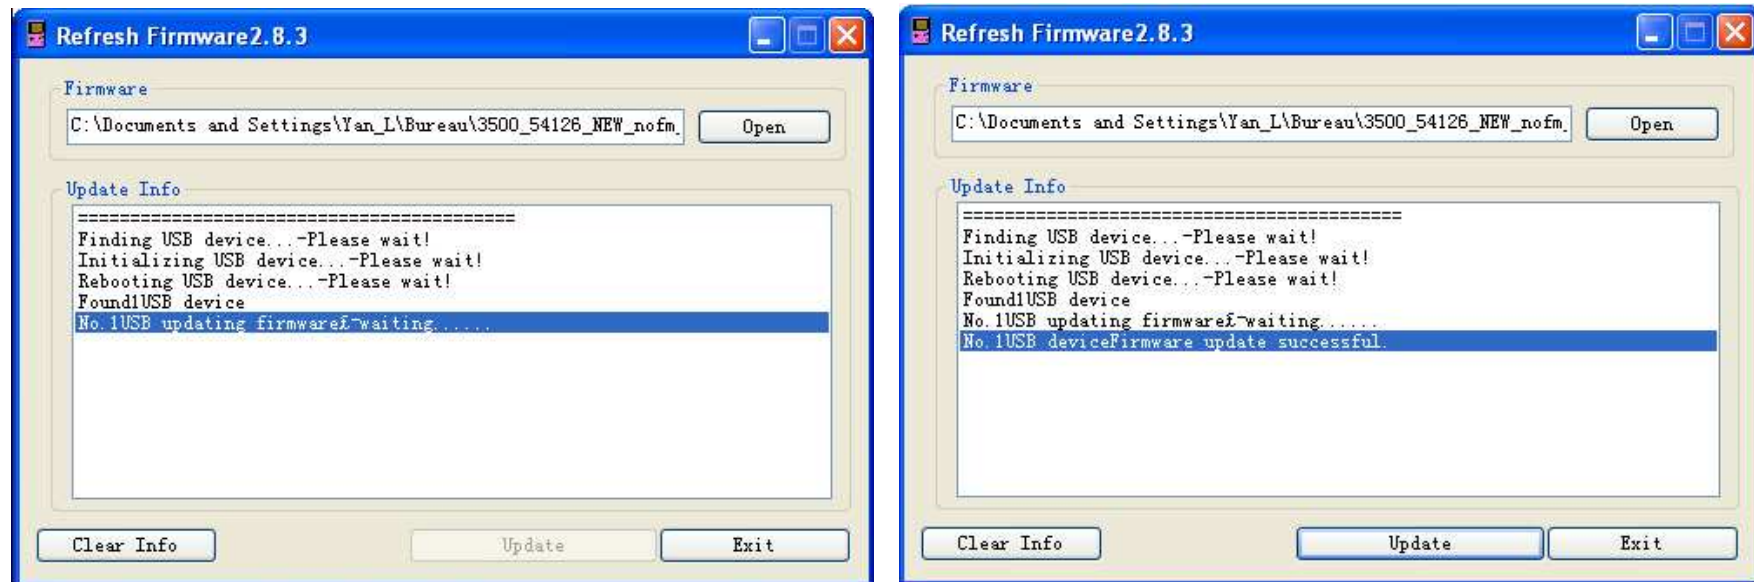 Refresh Firmware2.8.3
Firmware
C:\Documents and Settings\Yan_L\Bureau\3500_54126_NEW_nofm_
Open
Update Info
==========================================
Finding USB device...-Please wait!
Initializing USB device...-Please wait!
Rebooting USB device...-Please wait!
Found1USB device
No.1USB updating firmware£¬waiting......
Clear Info
Update
Exit
Refresh Firmware2.8.3
Firmware
C:\Documents and Settings\Yan_L\Bureau\3500_54126_NEW_nofm_
Open
Update Info
==========================================
Finding USB device...-Please wait!
Initializing USB device...-Please wait!
Rebooting USB device...-Please wait!
Found1USB device
No.1USB updating firmware£¬waiting......
No.1USB deviceFirmware update successful.
Clear Info
Update
Exit